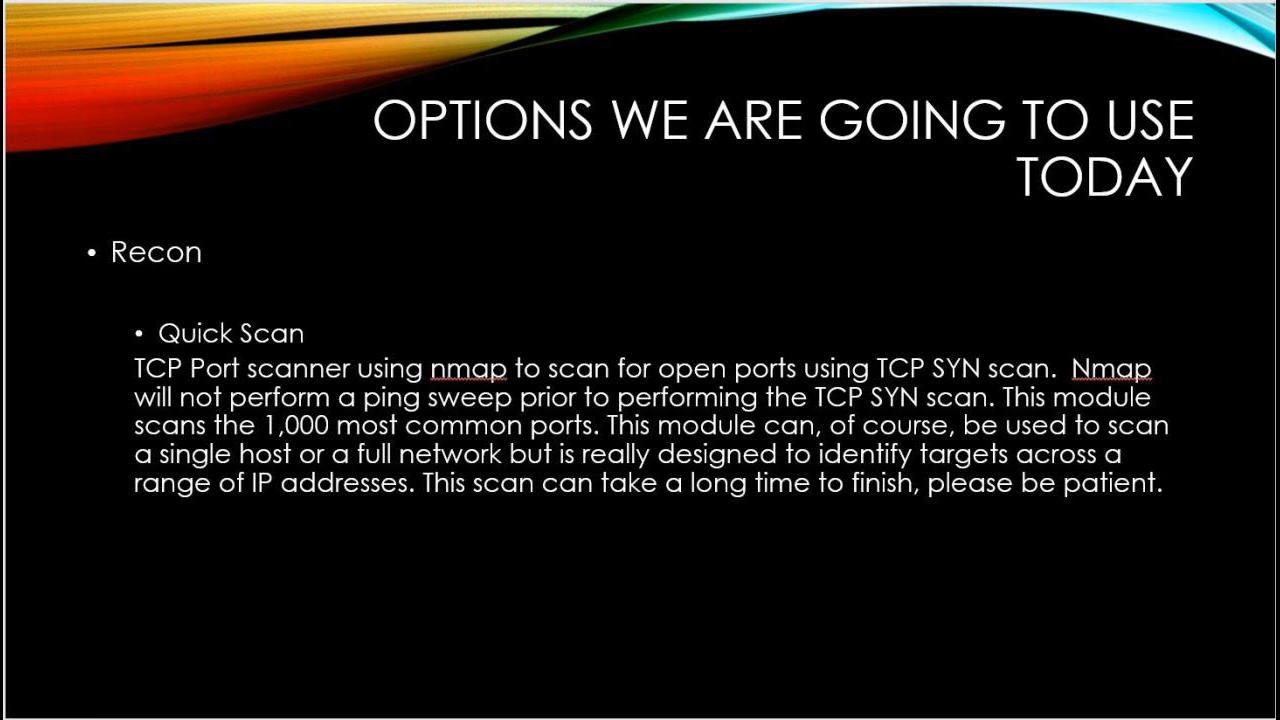 OPTIONS WE ARE GOING TO USE
TODAY
• Recon
• Quick Scan
TCP Port scanner using nmap to scan for open ports using TCP SYN scan.  Nmap
will not perform a ping sweep prior to performing the TCP SYN scan. This module
scans the 1,000 most common ports. This module can, of course, be used to scan
a single host or a full network but is really designed to identify targets across a
range of IP addresses. This scan can take a long time to finish, please be patient.